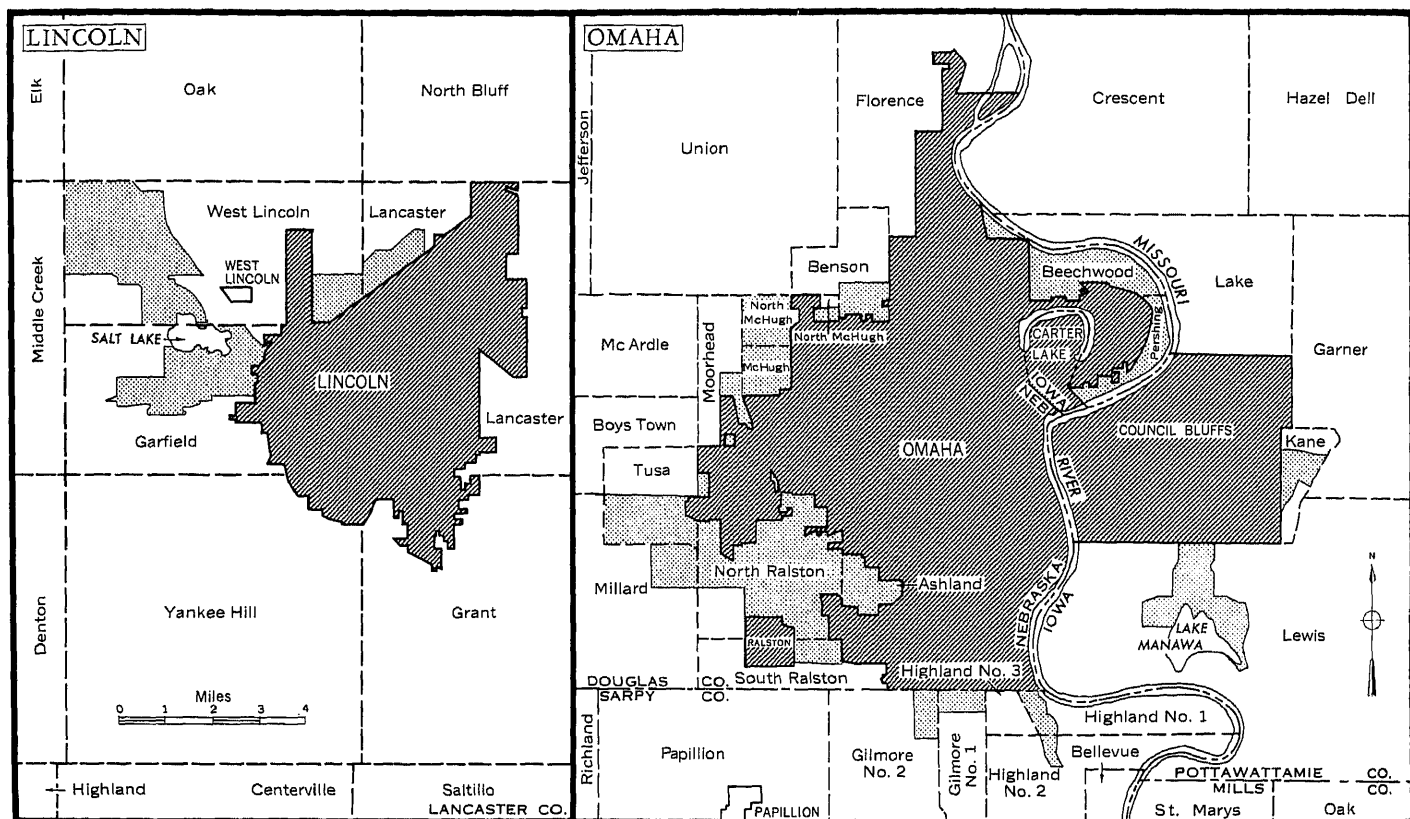 LINCOLN
Elk
Oak
North Bluff
Middle Creek
West Lincoln
Lancaster
WEST
LINCOLN
SALT LAKE
LINCOLN
Lancaster
Garfield
Denton
Yankee Hill
Grant
Miles
0 1 2 3 4
Highland
Centerville
Saltillo
LANCASTER CO.
OMAHA
Jefferson
Union
Florence
Crescent
Hazel Dell
Benson
MISSOURI
Beechwood
Lake
North
McHugh
North McHugh
Mc Ardle
Moorhead
McHugh
CARTER
LAKE
Pershing
Garner
IOWA
NEBR.
Boys Town
OMAHA
COUNCIL BLUFFS
Kane
Tusa
RIVER
North Ralston
Ashland
Millard
NEBRASKA
IOWA
N
RALSTON
LAKE
MANAWA
Lewis
Highland No. 3
South Ralston
DOUGLAS CO.
SARPY CO.
Richland
Papillion
Gilmore
No. 2
Gilmore
No. 1
Highland
No. 2
Highland No. 1
Bellevue
POTTAWATTAMIE CO.
MILLS CO.
PAPILLION
St. Marys
Oak